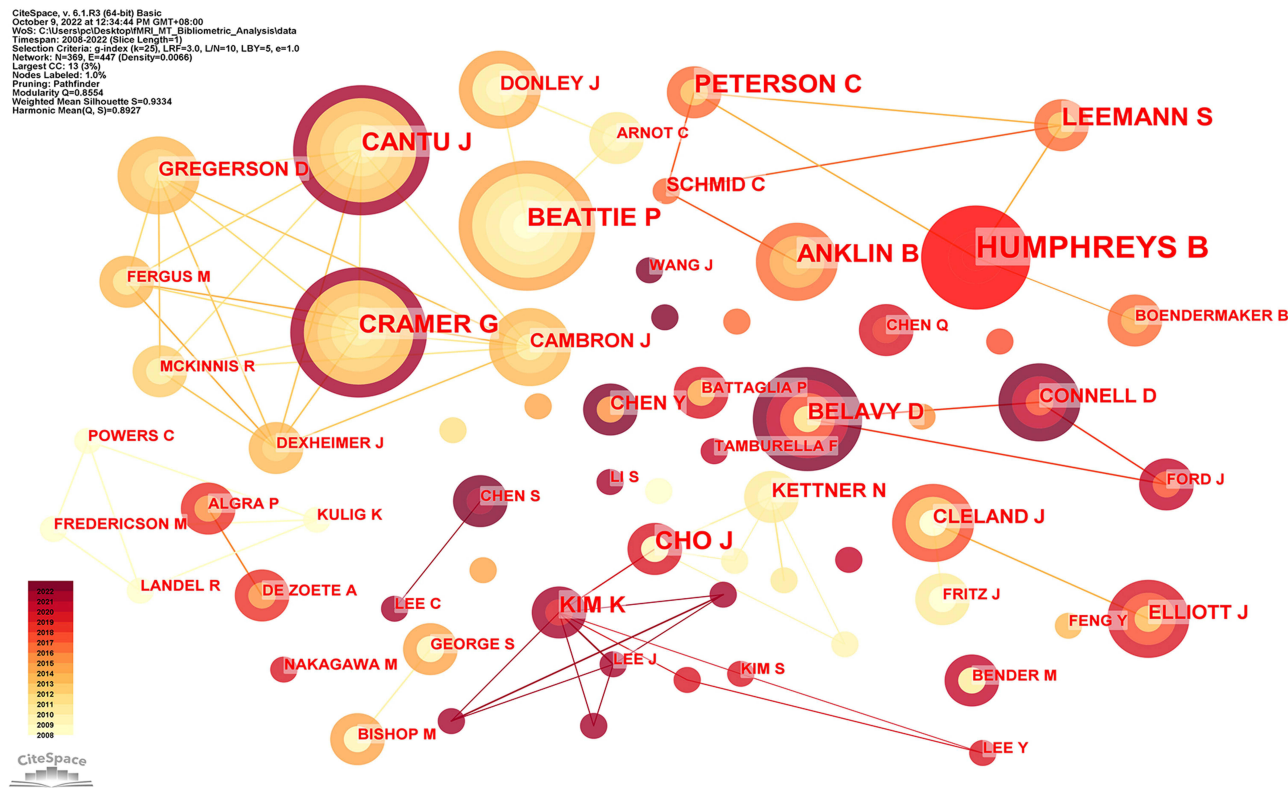 CiteSpace, v. 6.1.R3 (64-bit) Basic
October 9, 2022 at 12:34:44 PM GMT+08:00
WoS: C:\Users\pc\Desktop\fMRI_MT_Bibliometric_Analysis\data
Timespan: 2008-2022 (Slice Length=1)
Selection Criteria: g-index (k=25), LRF=3.0, L/N=10, LBY=5, e=1.0
Network: N=369, E=447 (Density=0.0066)
Largest CC: 13 (3%)
Nodes Labeled: 1.0%
Pruning: Pathfinder
Modularity Q=0.8554
Weighted Mean Silhouette S=0.9334
Harmonic Mean(Q, S)=0.8927
DONLEY J
PETERSON C
LEEMANN S
ARNOT C
CANTU J
GREGERSON D
SCHMID C
BEATTIE P
HUMPHREYS B
ANKLIN B
WANG J
FERGUS M
BOENDERMAKER B
CRAMER G
CHEN Q
CAMBRON J
MCKINNIS R
BATTAGLIA P
CONNELL D
CHEN Y
BELAVY D
POWERS C
DEXHEIMER J
TAMBURELLA F
LI S
FORD J
KETTNER N
CHEN S
ALGRA P
KULIG K
CLELAND J
FREDERICSON M
CHO J
LANDEL R
DE ZOETE A
FRITZ J
LEE C
KIM K
ELLIOTT J
FENG Y
GEORGE S
LEE J
NAKAGAWA M
KIM S
BENDER M
BISHOP M
LEE Y
2022
2021
2020
2019
2018
2017
2016
2015
2014
2013
2012
2011
2010
2009
2008
CiteSpace